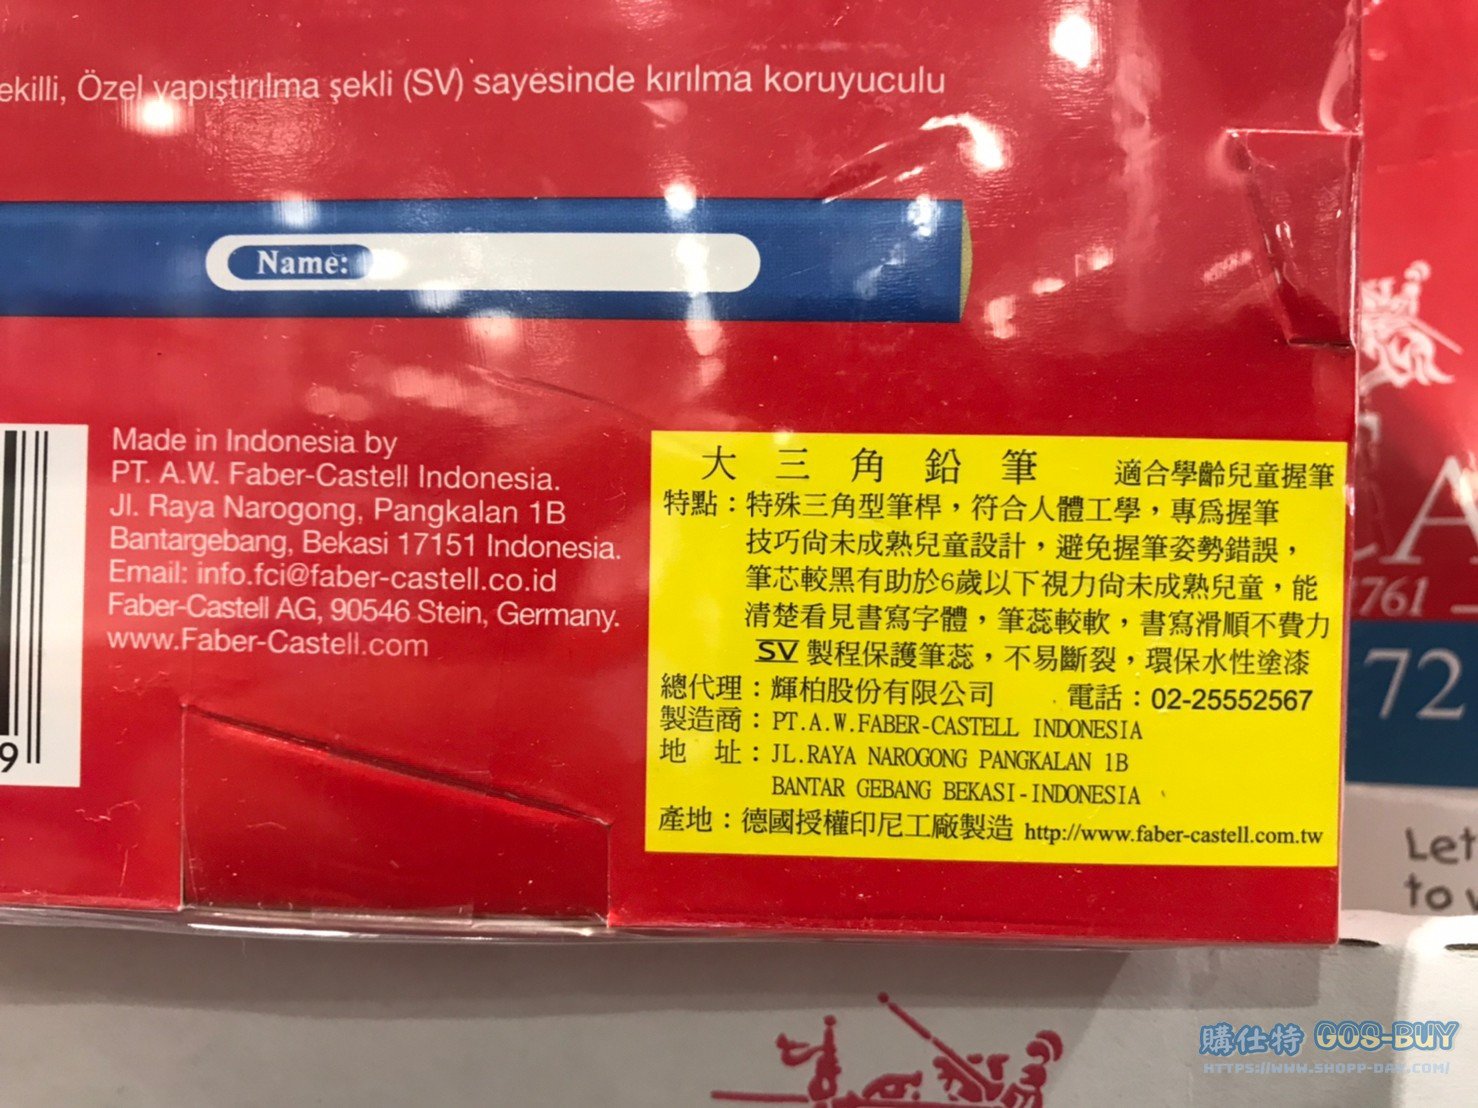 ekilli, Özel yapıştırılma şekli (SV) sayesinde kırılma koruyuculu
Name:
Made in Indonesia by
PT. A.W. Faber-Castell Indonesia.
Jl. Raya Narogong, Pangkalan 1B
Bantargebang, Bekasi 17151 Indonesia.
Email: info.fci@faber-castell.co.id
Faber-Castell AG, 90546 Stein, Germany.
www.Faber-Castell.com
9
大三角鉛筆 適合學齡兒童握筆
特點：特殊三角型筆桿，符合人體工學，專為握筆
技巧尚未成熟兒童設計，避免握筆姿勢錯誤，
筆芯較黑有助於6歲以下視力尚未成熟兒童，能
清楚看見書寫字體，筆蕊較軟，書寫滑順不費力
SV 製程保護筆蕊，不易斷裂，環保水性塗漆
總代理：輝柏股份有限公司 電話：02-25552567
製造商：PT.A.W.FABER-CASTELL INDONESIA
地 址：JL.RAYA NAROGONG PANGKALAN 1B
BANTAR GEBANG BEKASI-INDONESIA
產地：德國授權印尼工廠製造 http://www.faber-castell.com.tw
CA
1761
72
Let
to
購仕特 GOS-BUY
HTTPS://WWW.SHOPP-DAY.COM/